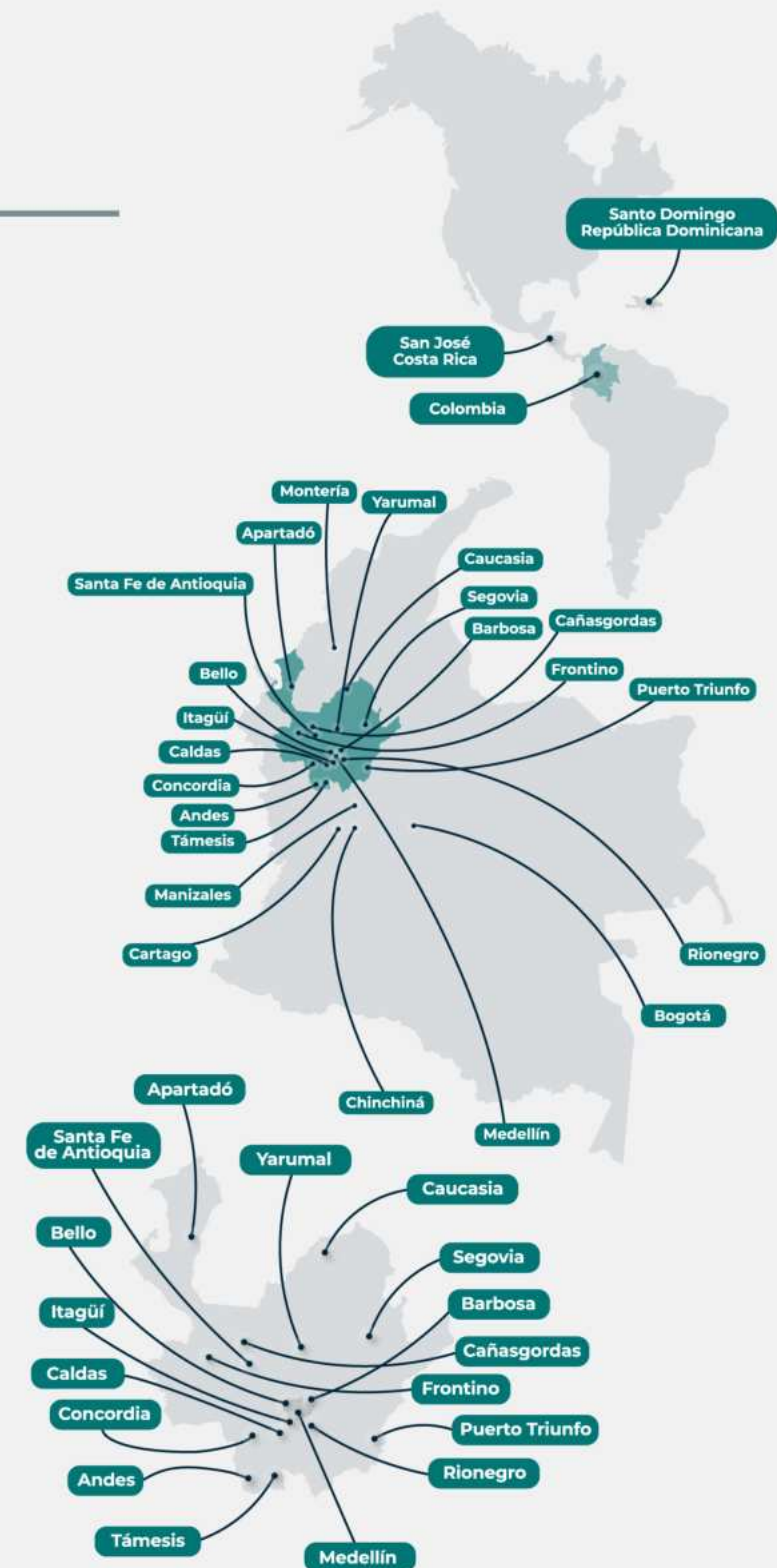 Santo Domingo
República Dominicana
San José
Costa Rica
Colombia
Montería
Yarumal
Apartadó
Caucasia
Santa Fe de Antioquia
Segovia
Cañasgordas
Barbosa
Bello
Frontino
Puerto Triunfo
Itagüí
Caldas
Concordia
Andes
Támesis
Manizales
Cartago
Rionegro
Bogotá
Chinchiná
Medellín
Apartadó
Santa Fe
de Antioquia
Yarumal
Caucasia
Bello
Segovia
Itagüí
Barbosa
Cañasgordas
Caldas
Frontino
Concordia
Puerto Triunfo
Rionegro
Andes
Támesis
Medellín